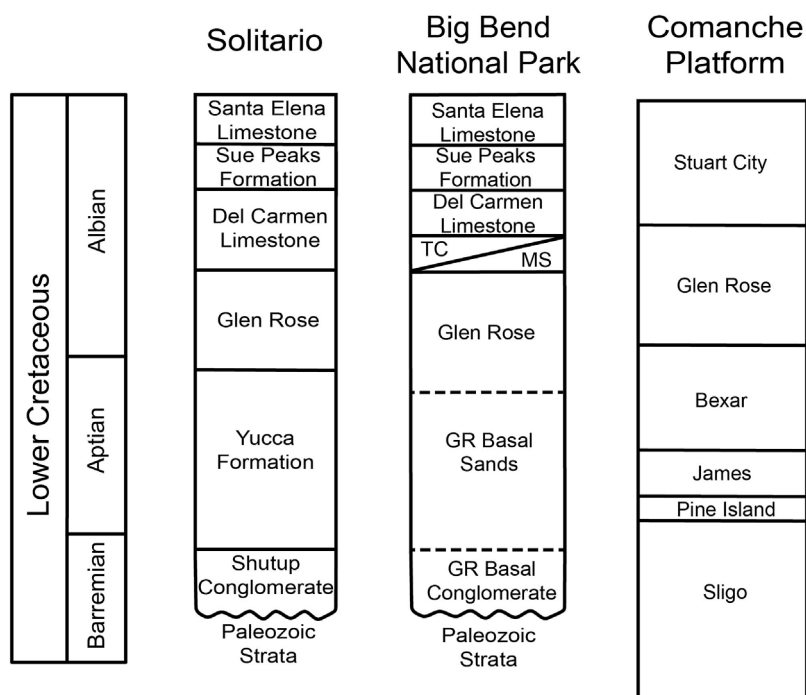 Solitario
Big Bend
National Park
Comanche
Platform
Lower Cretaceous
Albian
Aptian
Barremian
Santa Elena
Limestone
Sue Peaks
Formation
Del Carmen
Limestone
Glen Rose
Yucca
Formation
Shutup
Conglomerate
Paleozoic
Strata
Santa Elena
Limestone
Sue Peaks
Formation
Del Carmen
Limestone
TC
MS
Glen Rose
GR Basal
Sands
GR Basal
Conglomerate
Paleozoic
Strata
Stuart City
Glen Rose
Bexar
James
Pine Island
Sligo